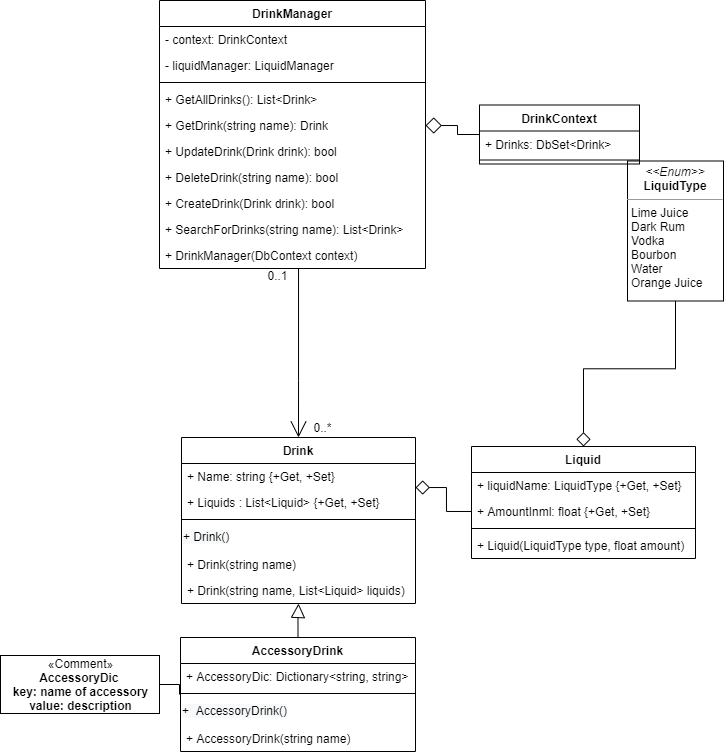 DrinkManager
- context: DrinkContext
- liquidManager: LiquidManager
+ GetAllDrinks(): List<Drink>
+ GetDrink(string name): Drink
+ UpdateDrink(Drink drink): bool
+ DeleteDrink(string name): bool
+ CreateDrink(Drink drink): bool
+ SearchForDrinks(string name): List<Drink>
+ DrinkManager(DbContext context)
DrinkContext
+ Drinks: DbSet<Drink>
<<Enum>>
LiquidType
Lime Juice
Dark Rum
Vodka
Bourbon
Water
Orange Juice
0..1
0..*
Drink
+ Name: string {+Get, +Set}
+ Liquids : List<Liquid> {+Get, +Set}
+ Drink()
+ Drink(string name)
+ Drink(string name, List<Liquid> liquids)
Liquid
+ liquidName: LiquidType {+Get, +Set}
+ AmountInml: float {+Get, +Set}
+ Liquid(LiquidType type, float amount)
AccessoryDrink
+ AccessoryDic: Dictionary<string, string>
+ AccessoryDrink()
+ AccessoryDrink(string name)
«Comment»
AccessoryDic
key: name of accessory
value: description